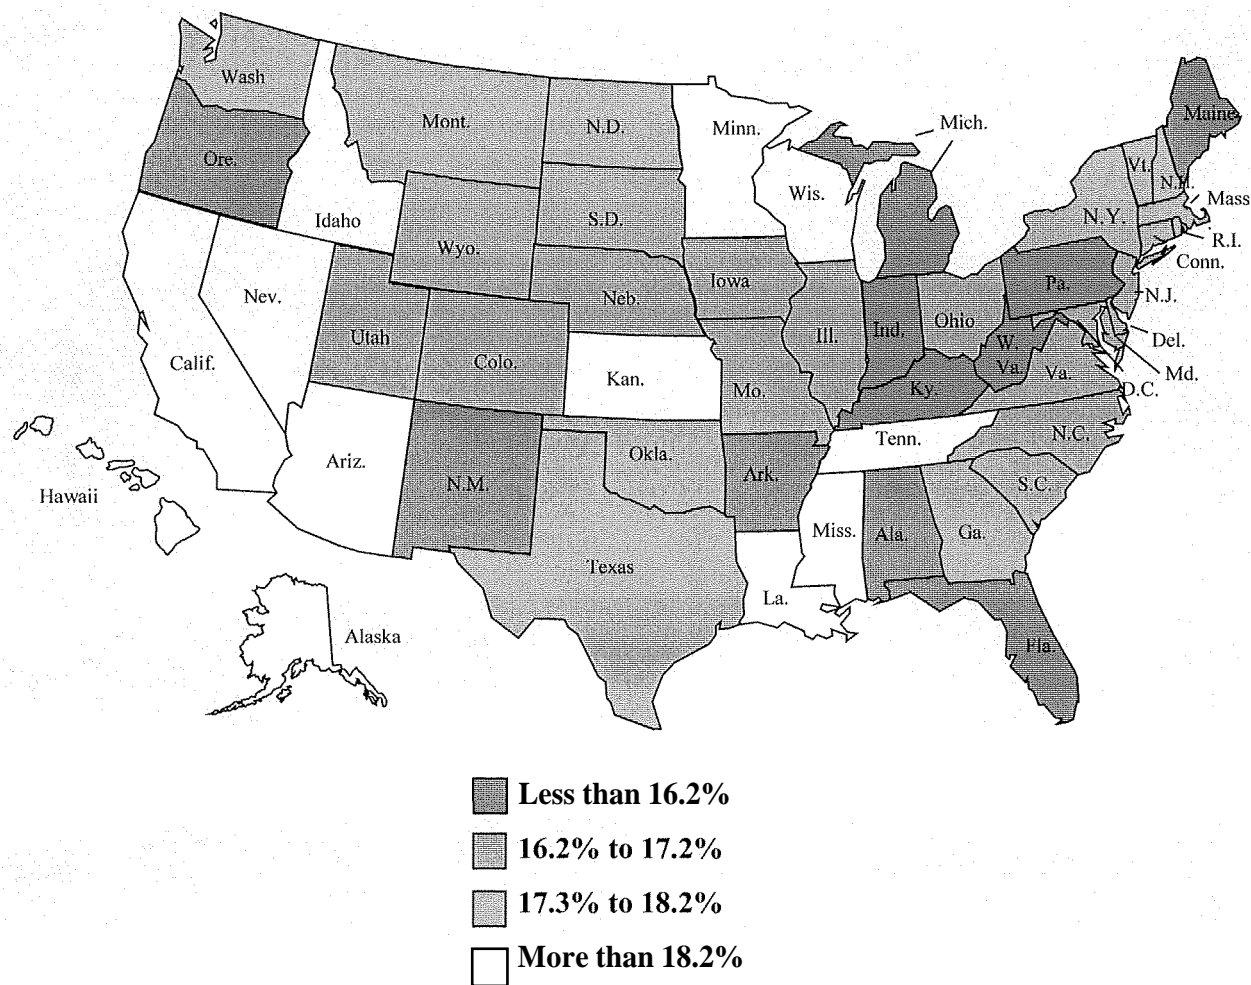 Wash
Mont.
N.D.
Minn.
Mich.
Maine
Ore.
Idaho
Wyo.
S.D.
Wis.
N.Y.
Vt.
N.H.
Mass
R.I.
Conn.
N.J.
Pa.
Nev.
Utah
Colo.
Neb.
Iowa
Ill.
Ind.
Ohio
W.
Va.
Va.
Del.
Md.
D.C.
Calif.
Kan.
Mo.
Ky.
N.C.
Tenn.
Ariz.
N.M.
Okla.
Ark.
S.C.
Hawaii
Texas
La.
Miss.
Ala.
Ga.
Fla.
Alaska
Less than 16.2%
16.2% to 17.2%
17.3% to 18.2%
More than 18.2%